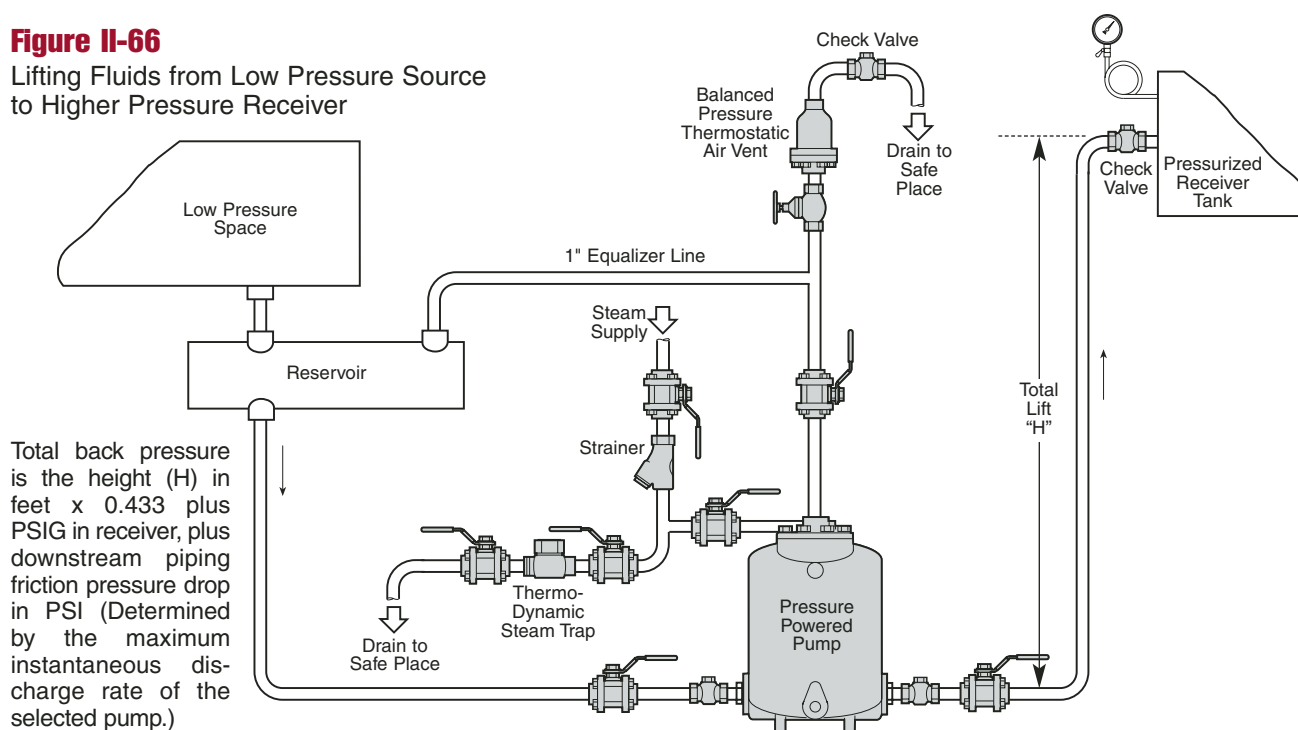 Figure II-66
Lifting Fluids from Low Pressure Source
to Higher Pressure Receiver
Check Valve
Balanced
Pressure
Thermostatic
Air Vent
Drain to
Safe
Place
Check
Valve
Pressurized
Receiver
Tank
Low Pressure
Space
1" Equalizer Line
Steam
Supply
Reservoir
Total
Lift
“H”
Strainer
Total back pressure
is the height (H) in
feet x 0.433 plus
PSIG in receiver, plus
downstream piping
friction pressure drop
in PSI (Determined
by the maximum
instantaneous dis-
charge rate of the
selected pump.)
Thermo-
Dynamic
Steam Trap
Drain to
Safe Place
Pressure
Powered
Pump